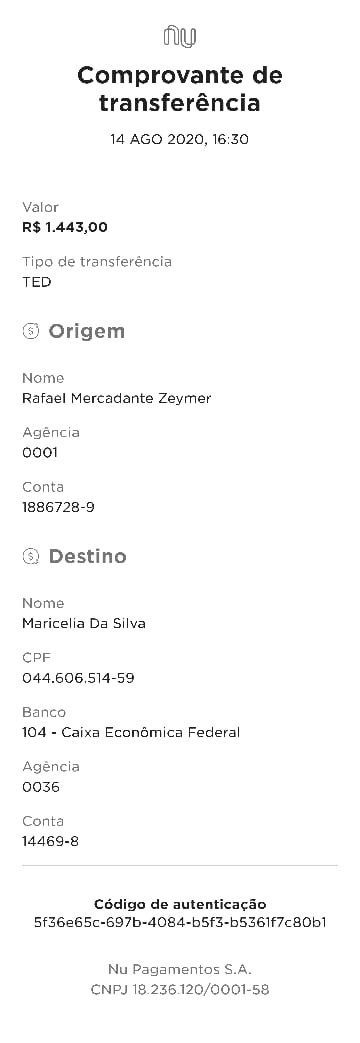 nu
Comprovante de
transferência
14 AGO 2020, 16:30
Valor
R$ 1.443,00
Tipo de transferência
TED
Origem
Nome
Rafael Mercadante Zeymer
Agência
0001
Conta
1886728-9
Destino
Nome
Maricelia Da Silva
CPF
044.606.514-59
Banco
104 - Caixa Econômica Federal
Agência
0036
Conta
14469-8
Código de autenticação
5f36e65c-697b-4084-b5f3-b5361f7c80b1
Nu Pagamentos S.A.
CNPJ 18.236.120/0001-58